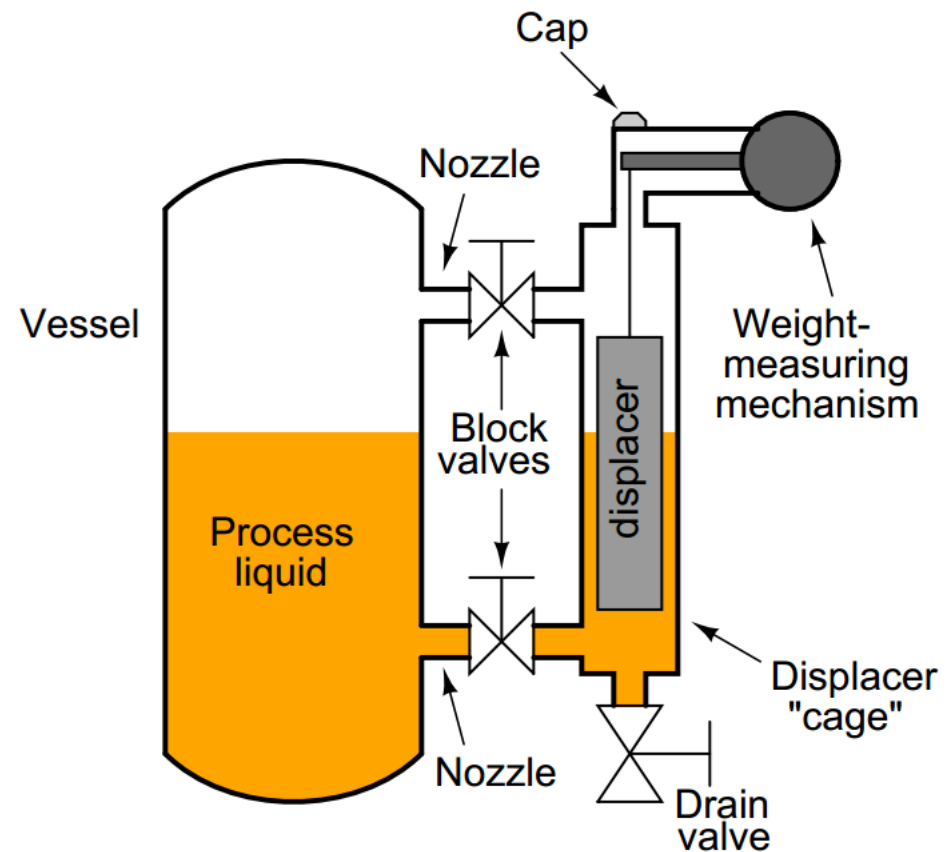 Cap
Nozzle
Vessel
Weight-
measuring
mechanism
Block
valves
displacer
Process
liquid
Displacer
"cage"
Nozzle
Drain
valve